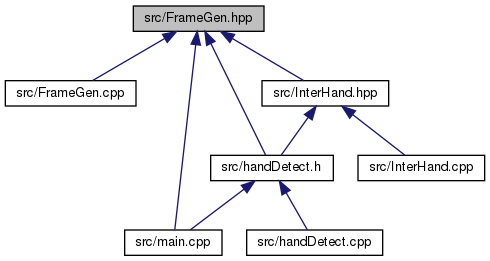 src/FrameGen.hpp
src/FrameGen.cpp
src/InterHand.hpp
src/handDetect.h
src/InterHand.cpp
src/main.cpp
src/handDetect.cpp